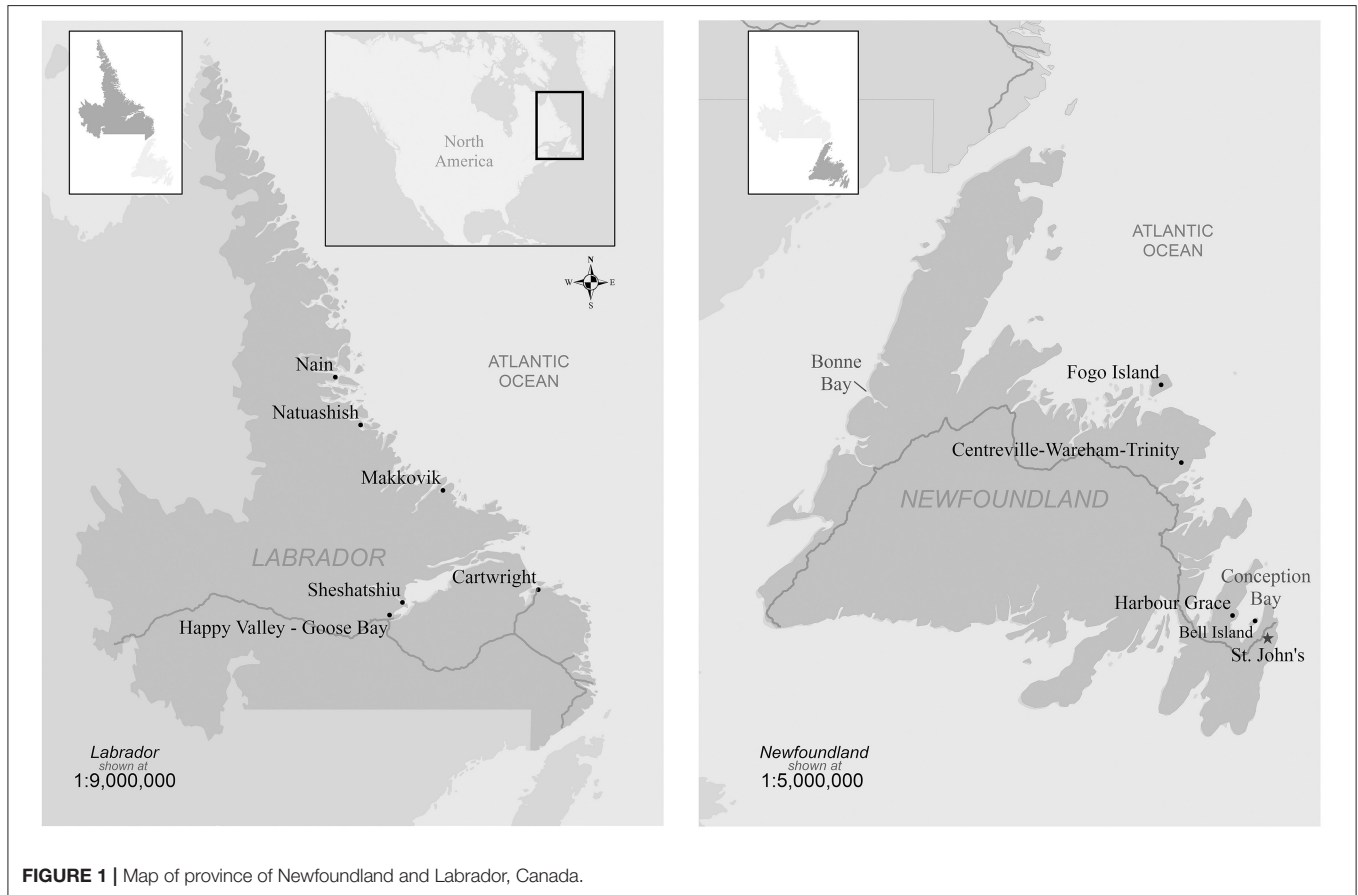 North
America
N
W
E
S
Nain
ATLANTIC
OCEAN
Natuashish
Makkovik
LABRADOR
Sheshatshiu
Cartwright
Happy Valley - Goose Bay
Labrador
shown at
1:9,000,000
ATLANTIC
OCEAN
Bonne
Bay
Fogo Island
Centreville-Wareham-Trinity
NEWFOUNDLAND
Conception
Bay
Harbour Grace
Bell Island
St. John's
Newfoundland
shown at
1:5,000,000
FIGURE 1 | Map of province of Newfoundland and Labrador, Canada.